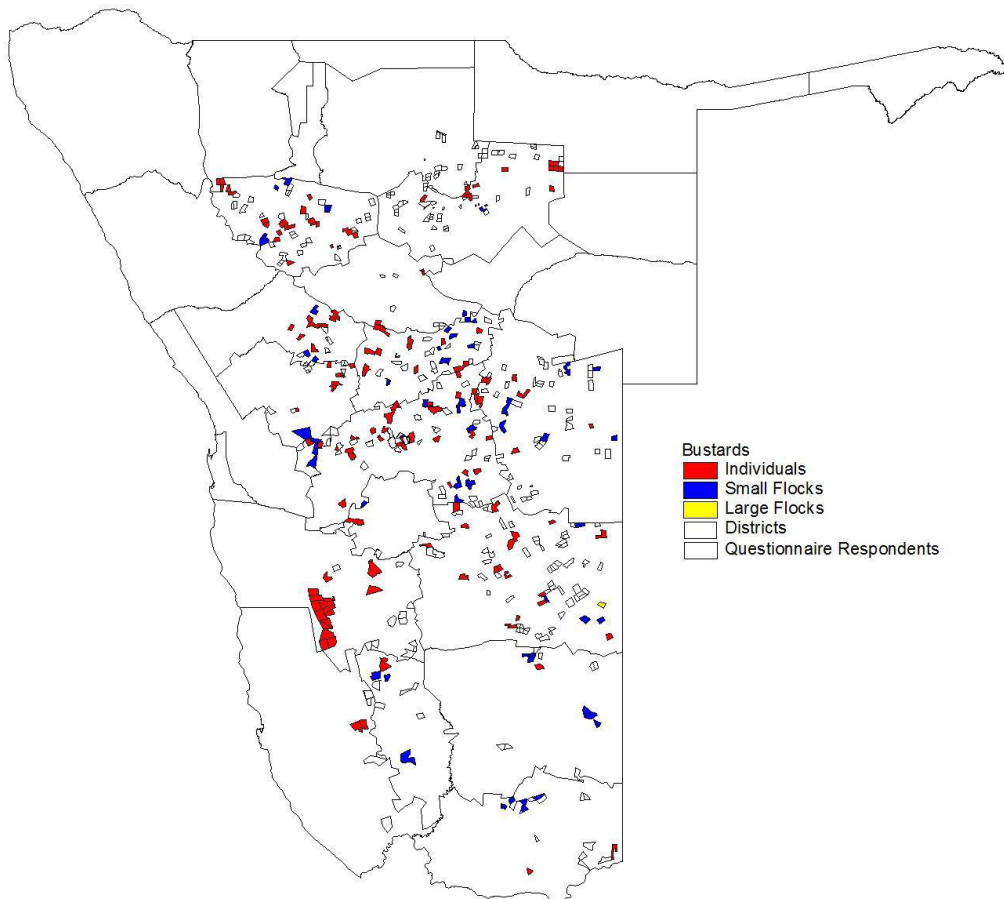 Bustards
Individuals
Small Flocks
Large Flocks
Districts
Questionnaire Respondents